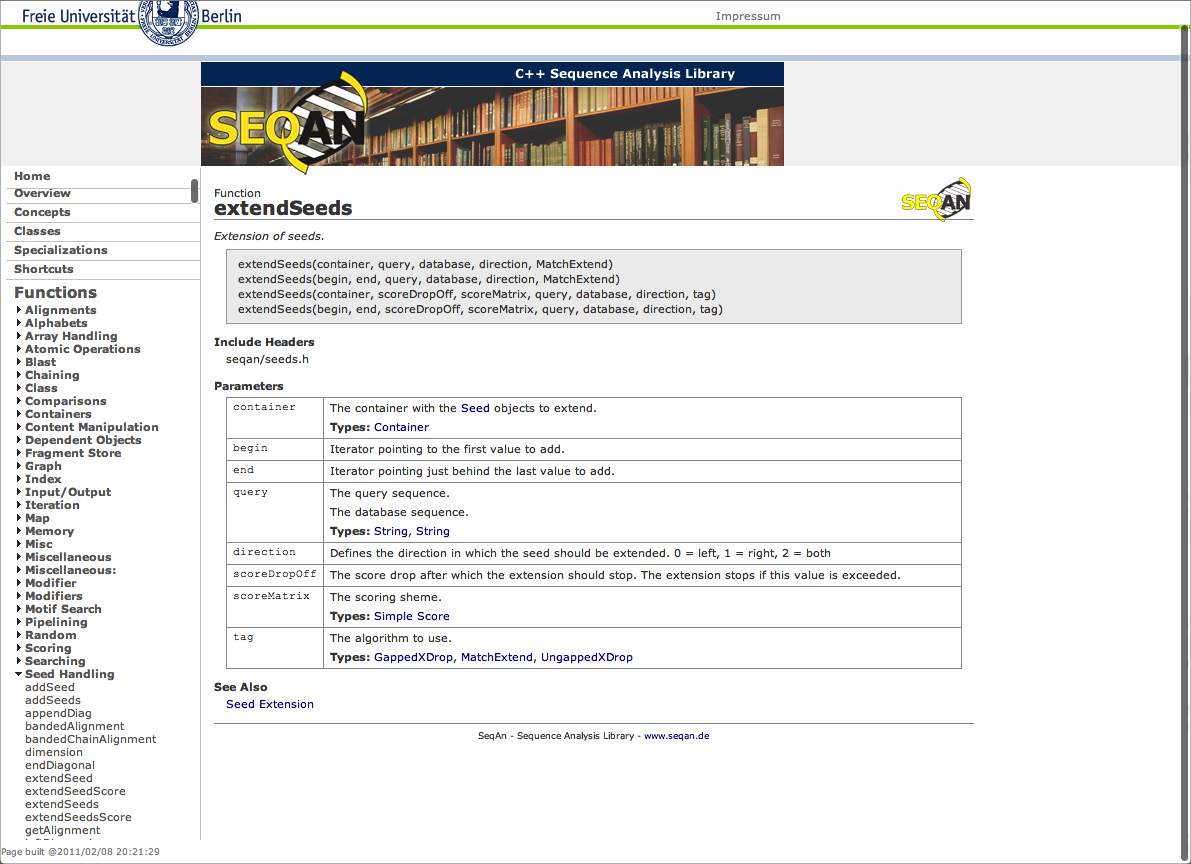 Freie Universität Berlin
Impressum
C++ Sequence Analysis Library
SEQAN
Home
Overview
Concepts
Classes
Specializations
Shortcuts
Functions
Alignments
Alphabets
Array Handling
Atomic Operations
Blast
Chaining
Class
Comparisons
Containers
Content Manipulation
Dependent Objects
Fragment Store
Graph
Index
Input/Output
Iteration
Map
Memory
Misc
Miscellaneous
Miscellaneous:
Modifier
Modifiers
Motif Search
Pipelining
Random
Scoring
Searching
Seed Handling
addSeed
addSeeds
appendDiag
bandedAlignment
bandedChainAlignment
dimension
endDiagonal
extendSeed
extendSeedScore
extendSeeds
extendSeedsScore
getAlignment
Page built @2011/02/08 20:21:29
Function
extendSeeds
SEQAN
Extension of seeds.
extendSeeds(container, query, database, direction, MatchExtend)
extendSeeds(begin, end, query, database, direction, MatchExtend)
extendSeeds(container, scoreDropOff, scoreMatrix, query, database, direction, tag)
extendSeeds(begin, end, scoreDropOff, scoreMatrix, query, database, direction, tag)
Include Headers
seqan/seeds.h
Parameters
container The container with the Seed objects to extend.
Types: Container
begin Iterator pointing to the first value to add.
end Iterator pointing just behind the last value to add.
query The query sequence.
The database sequence.
Types: String, String
direction Defines the direction in which the seed should be extended. 0 = left, 1 = right, 2 = both
scoreDropOff The score drop after which the extension should stop. The extension stops if this value is exceeded.
scoreMatrix The scoring sheme.
Types: Simple Score
tag The algorithm to use.
Types: GappedXDrop, MatchExtend, UngappedXDrop
See Also
Seed Extension
SeqAn - Sequence Analysis Library - www.seqan.de